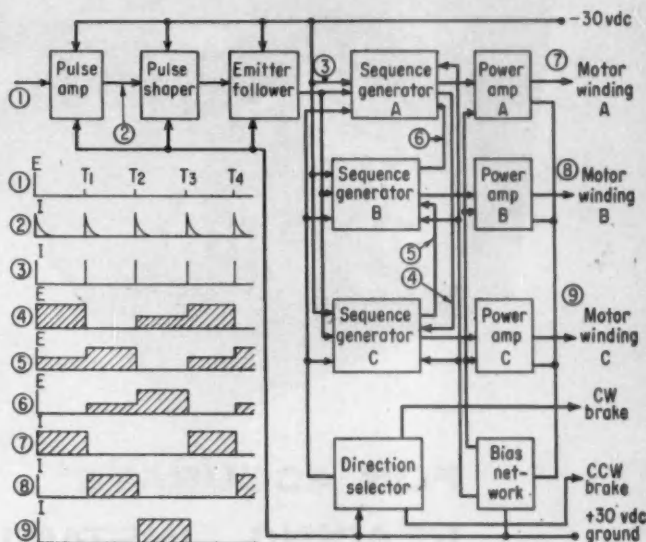 −30 vdc
① Pulse amp
② Pulse shaper
Emitter follower
③ Sequence generator A
Power amp A
⑦ Motor winding A
⑥
Sequence generator B
Power amp B
⑧ Motor winding B
⑤
④
Sequence generator C
Power amp C
⑨ Motor winding C
CW brake
Direction selector
Bias net-
work
CCW brake
+30 vdc ground
① E T1 T2 T3 T4
② I
③ I
④ E
⑤ E
⑥ E
⑦ I
⑧ I
⑨ I